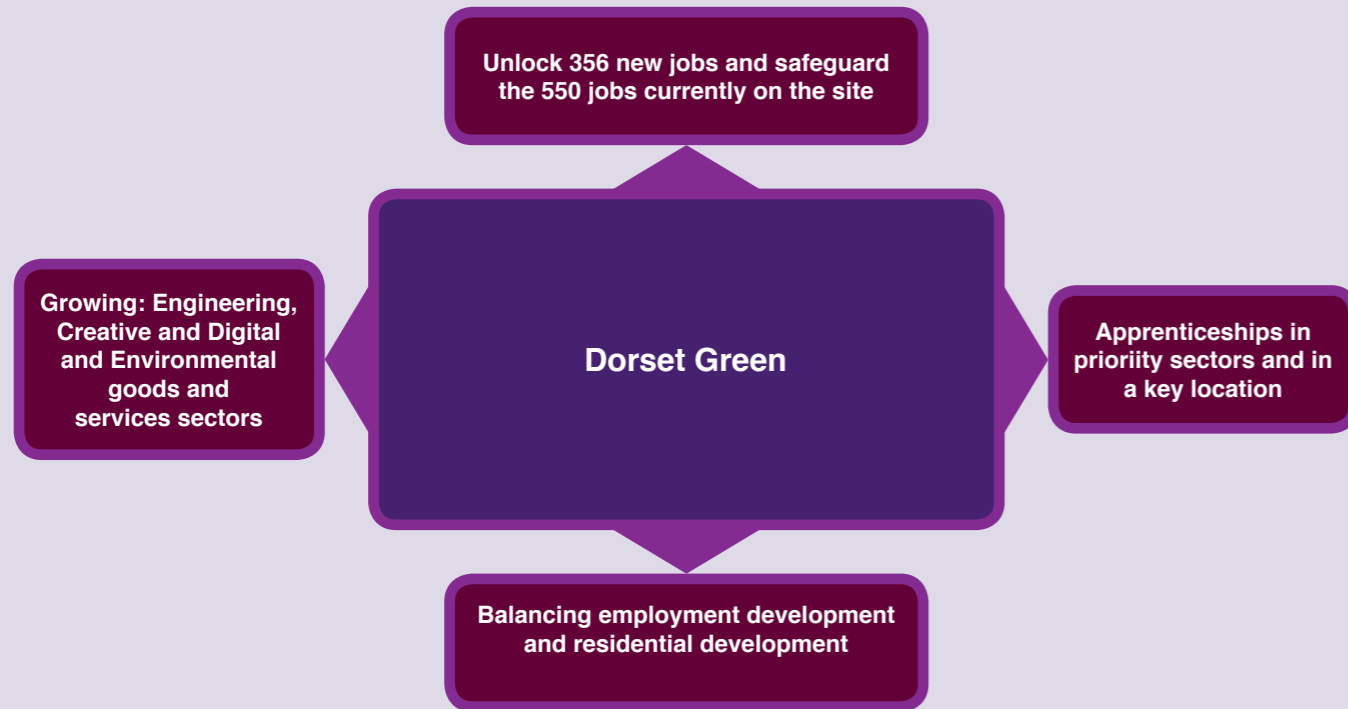 Unlock 356 new jobs and safeguard
the 550 jobs currently on the site
Growing: Engineering,
Creative and Digital
and Environmental
goods and
services sectors
Dorset Green
Apprenticeships in
prioriity sectors and in
a key location
Balancing employment development
and residential development